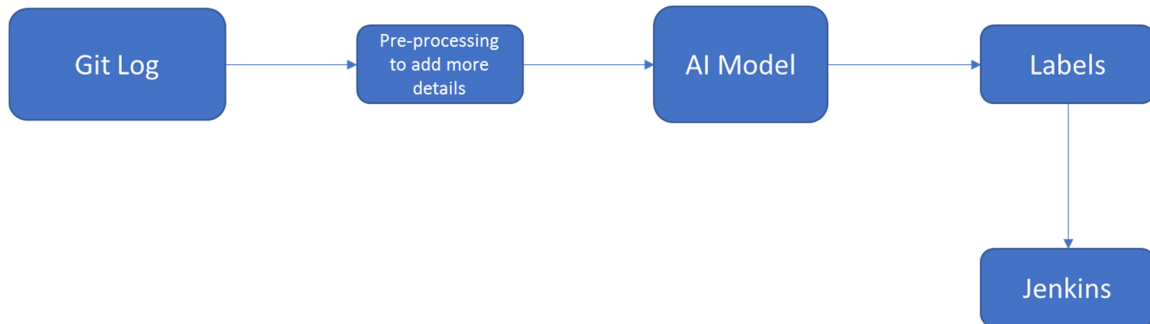 Git Log
Pre-processing
to add more
details
AI Model
Labels
Jenkins